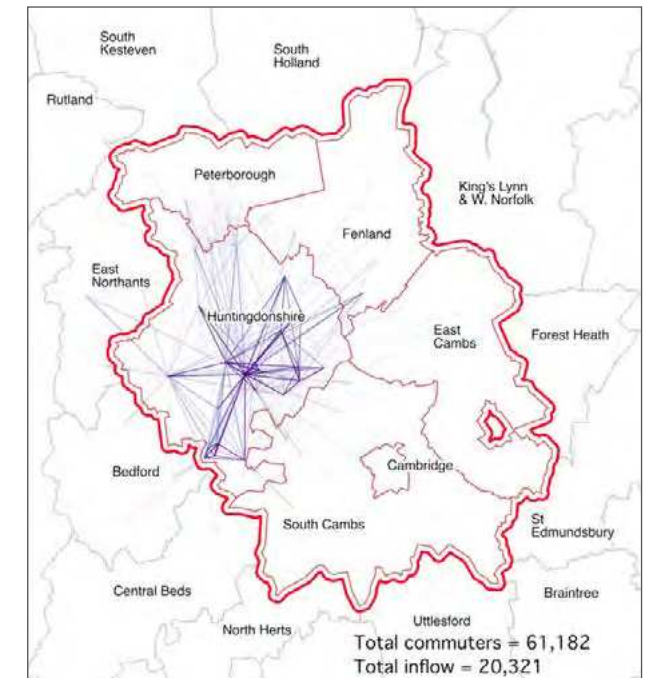 South
Kesteven
South
Holland
Rutland
Peterborough
King's Lynn
& W. Norfolk
Fenland
East
Northants
Huntingdonshire
East
Cambs
Forest Heath
Bedford
Cambridge
South Cambs
St
Edmundsbury
Central Beds
Braintree
North Herts
Uttlesford
Total commuters = 61,182
Total inflow = 20,321